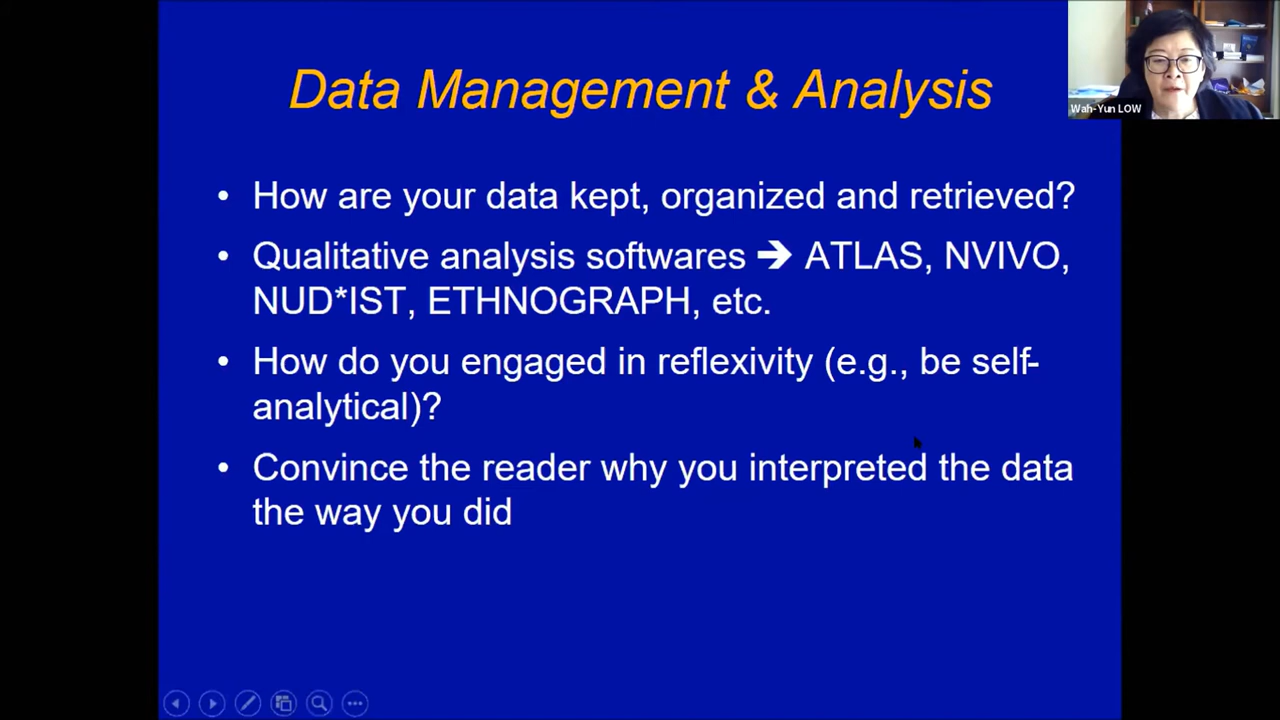 Data Management & Analysis
Wah-Yun LOW
• How are your data kept, organized and retrieved?
• Qualitative analysis softwares ➔ ATLAS, NVIVO,
NUD*IST, ETHNOGRAPH, etc.
• How do you engaged in reflexivity (e.g., be self-
analytical)?
• Convince the reader why you interpreted the data
the way you did